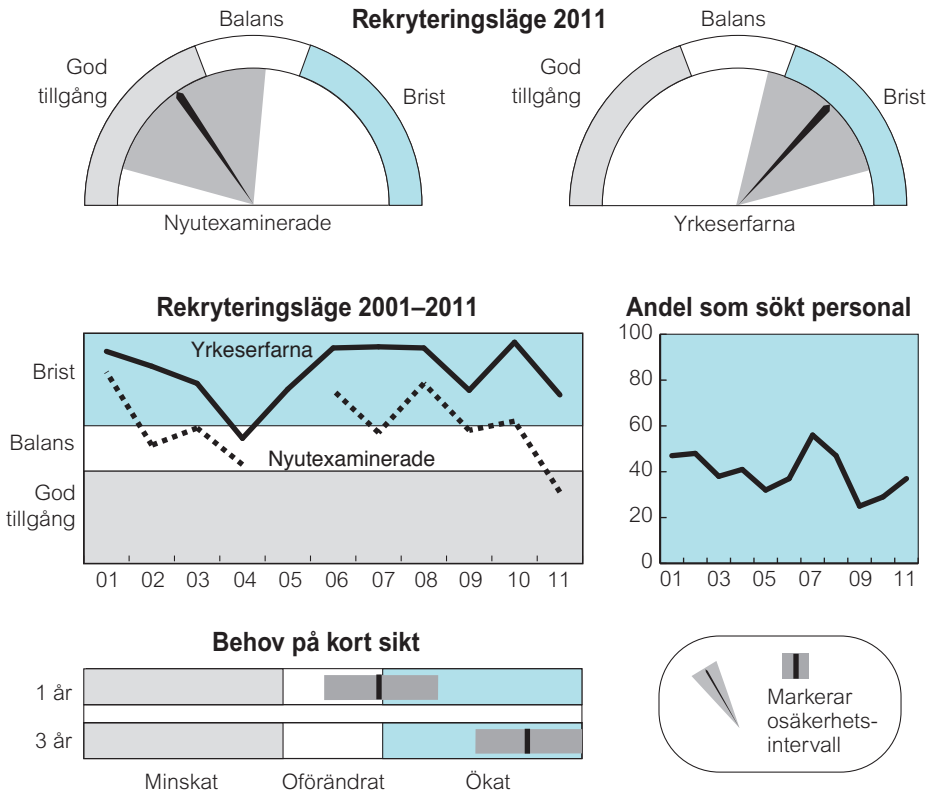 Rekryteringsläge 2011
Balans
God
tillgång
Brist
Nyutexaminerade
Balans
God
tillgång
Brist
Yrkeserfarna
Rekryteringsläge 2001–2011
Brist
Balans
God
tillgång
Yrkeserfarna
Nyutexaminerade
01 02 03 04 05 06 07 08 09 10 11
Andel som sökt personal
100
80
60
40
20
0
01 03 05 07 09 11
Behov på kort sikt
1 år
3 år
Minskat Oförändrat Ökat
Markerar
osäkerhets-
intervall